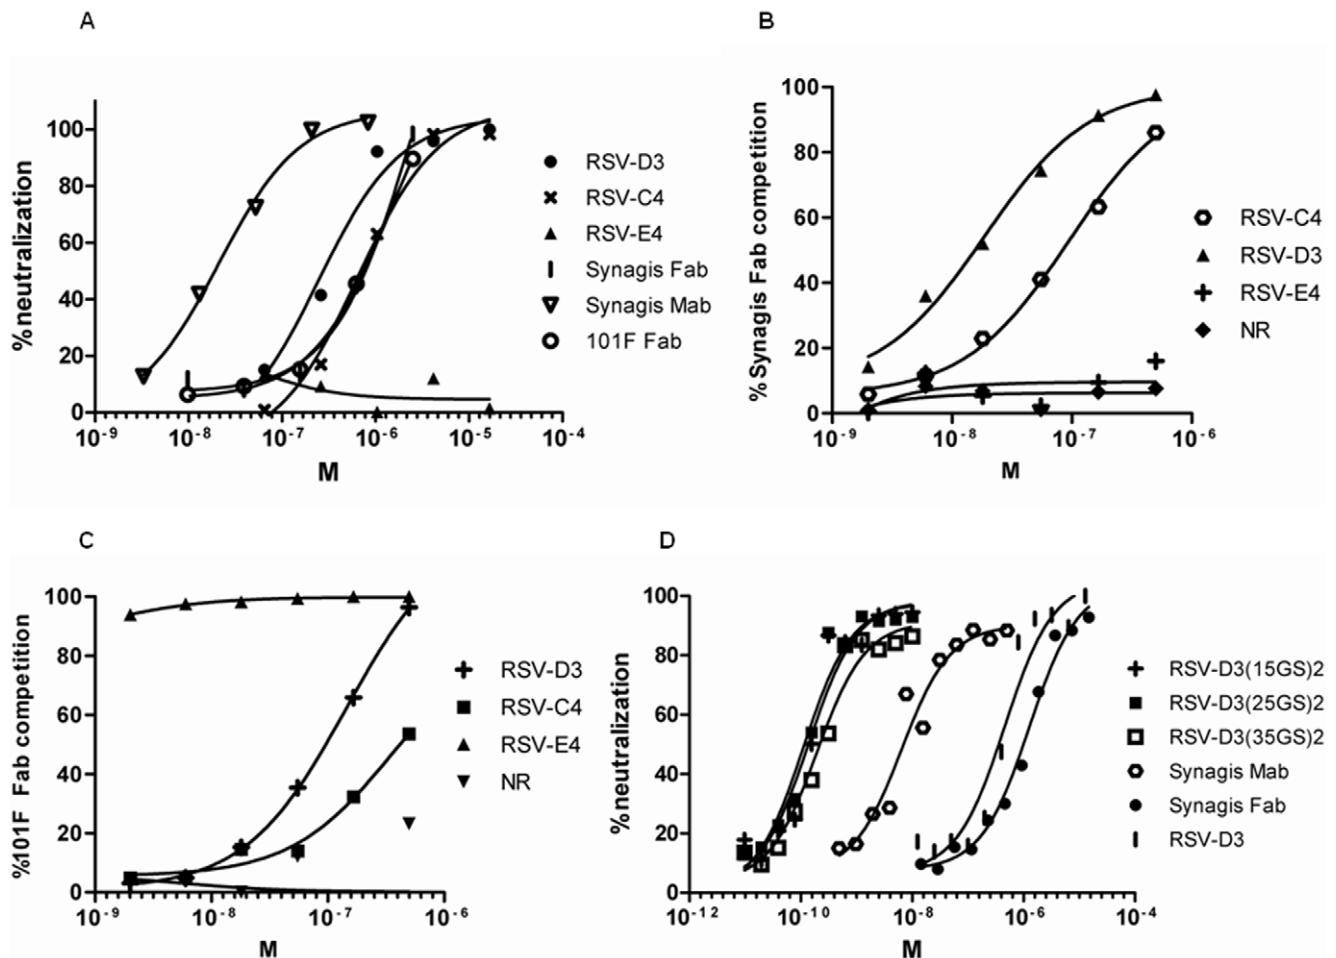 A
%neutralization
100
80
60
40
20
0
10-9
10-8
10-7
10-6
10-5
10-4
M
RSV-D3
RSV-C4
RSV-E4
Synagis Fab
Synagis Mab
101F Fab
B
%Synagis Fab competition
100
80
60
40
20
0
10-9
10-8
10-7
10-6
M
RSV-C4
RSV-D3
RSV-E4
NR
C
%101F Fab competition
100
80
60
40
20
0
10-9
10-8
10-7
10-6
M
RSV-D3
RSV-C4
RSV-E4
NR
D
%neutralization
100
80
60
40
20
0
10-12
10-10
10-8
10-6
10-4
M
RSV-D3(15GS)2
RSV-D3(25GS)2
RSV-D3(35GS)2
Synagis Mab
Synagis Fab
RSV-D3